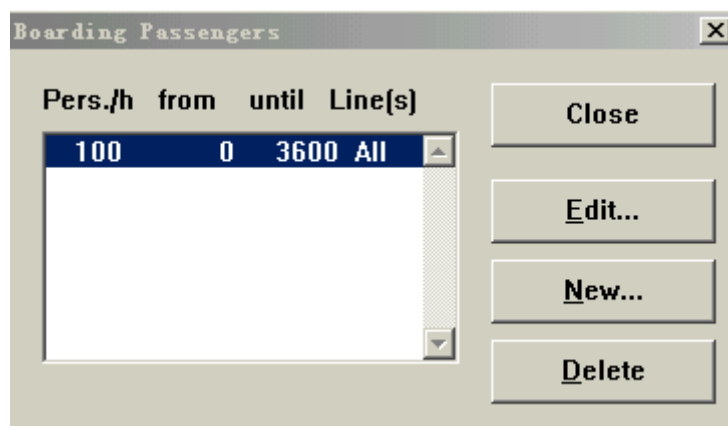 Boarding Passengers
Pers./h from until Line(s)
100 0 3600 All
Close
Edit...
New...
Delete